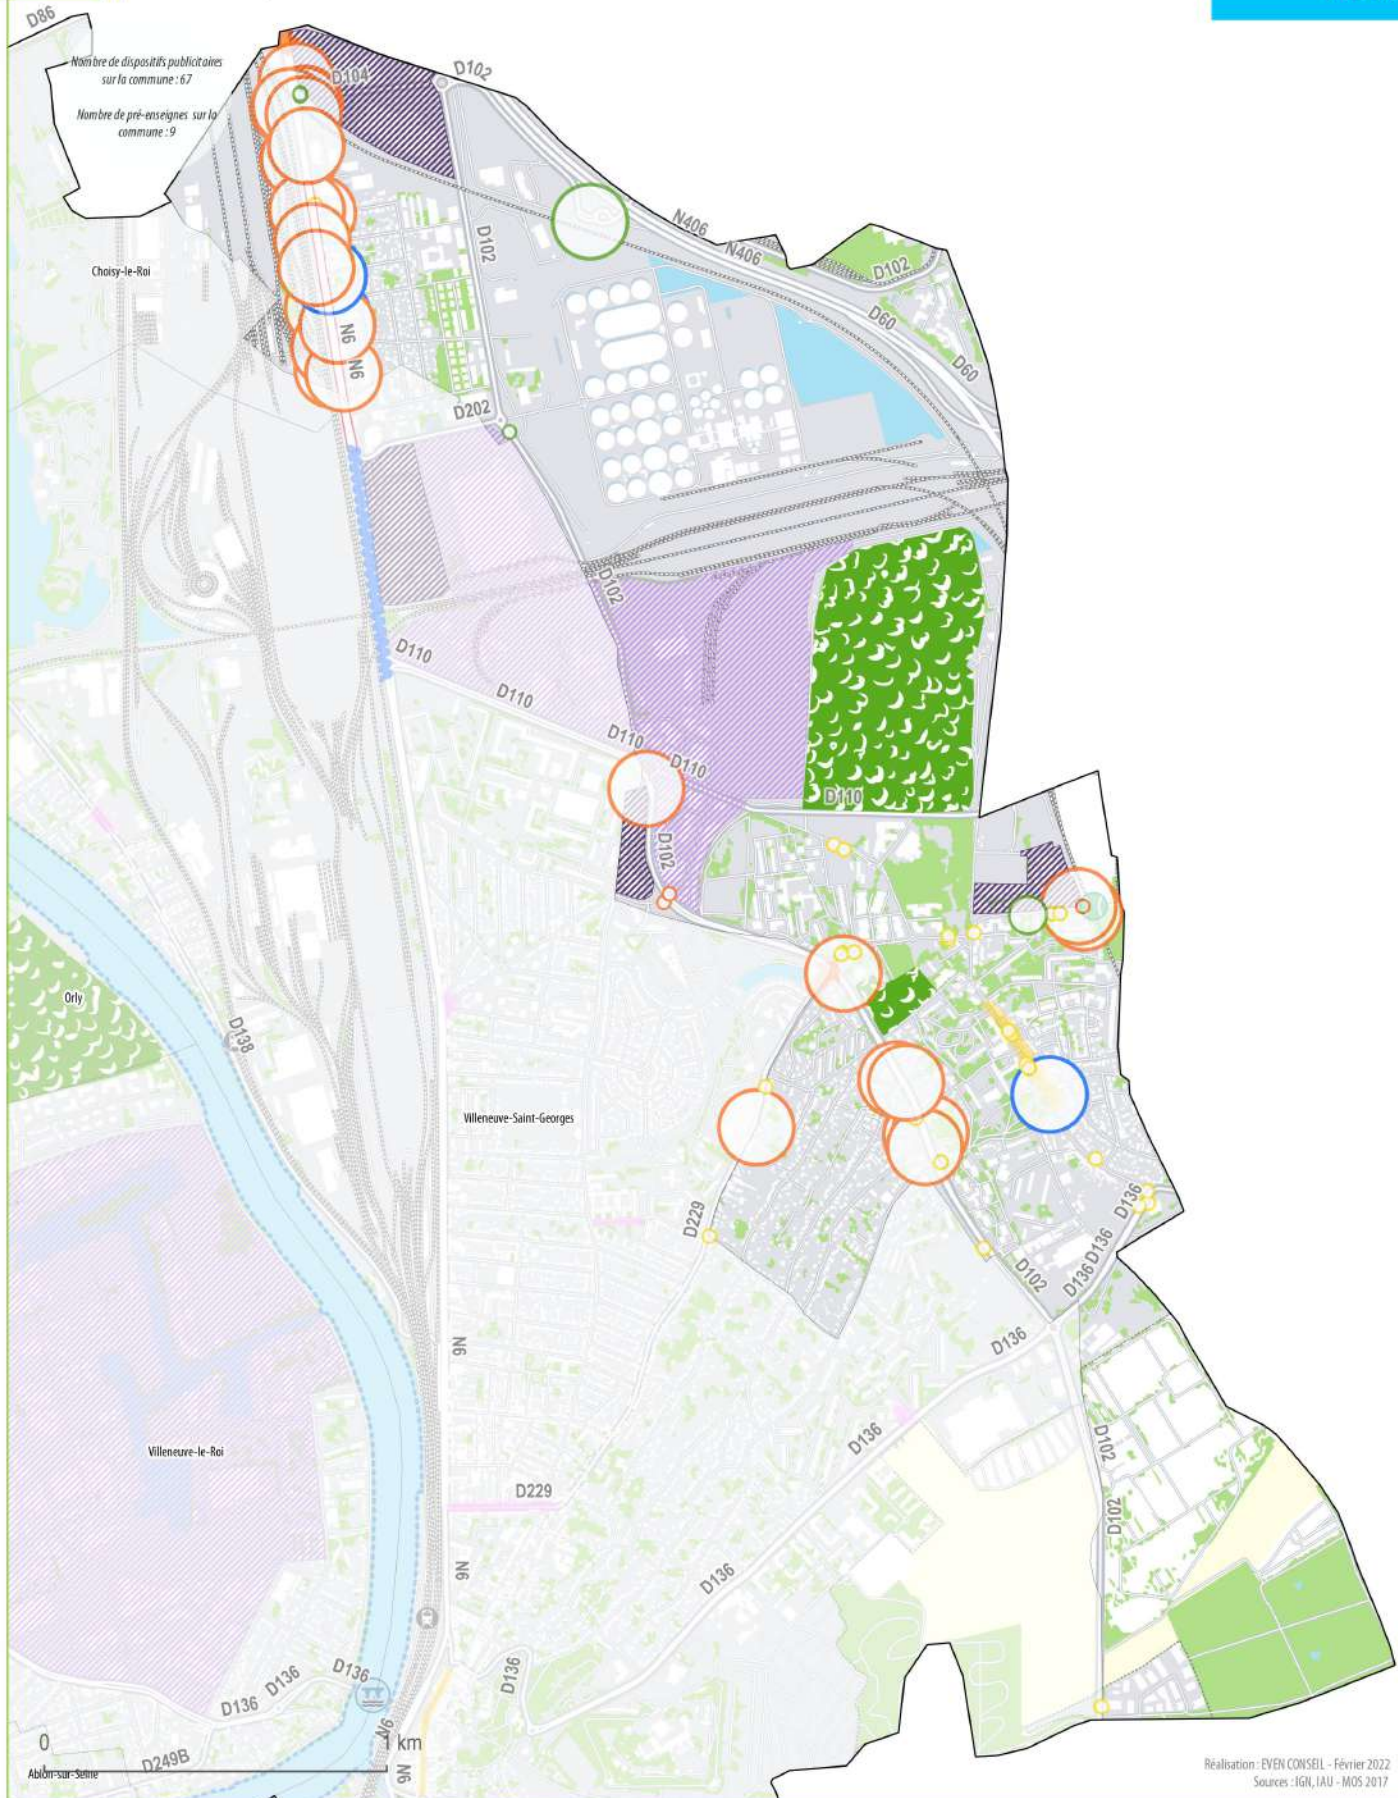 D86
Nombre de dispositifs publicitaires
sur la commune : 67
Nombre de pré-enseignes sur la
commune : 9
D104
D102
Choisy-le-Roi
D102
N406
N406
D102
D60
D60
N6
N6
D202
D102
D110
D110
D110
D110
D110
D102
Orly
D138
Villeneuve-Saint-Georges
D229
D136
D136
D136
D102
D136
N6
D136
Villeneuve-le-Roi
D102
D102
D229
N6
D136
D136
D136
D136
D136
N6
N6
D249B
0
1 km
Ablon-sur-Seine
Réalisation : EVEN CONSEIL - Février 2022
Sources : IGN, IAU - MOS 2017